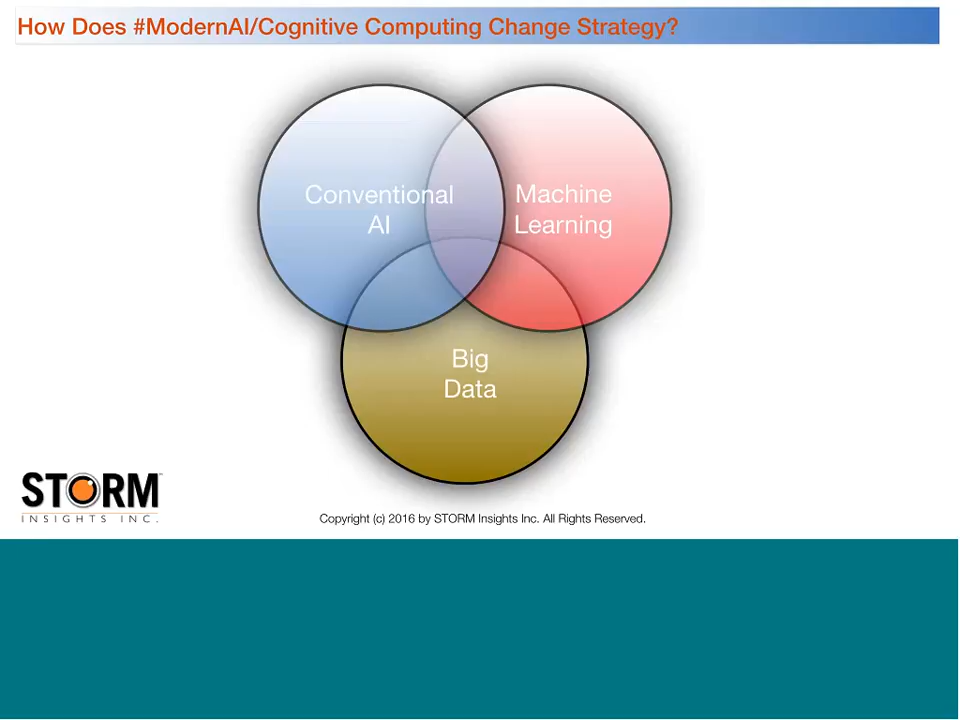 How Does #ModernAI/Cognitive Computing Change Strategy?
Conventional
AI
Machine
Learning
Big
Data
STORM
INSIGHTS INC.
Copyright (c) 2016 by STORM Insights Inc. All Rights Reserved.